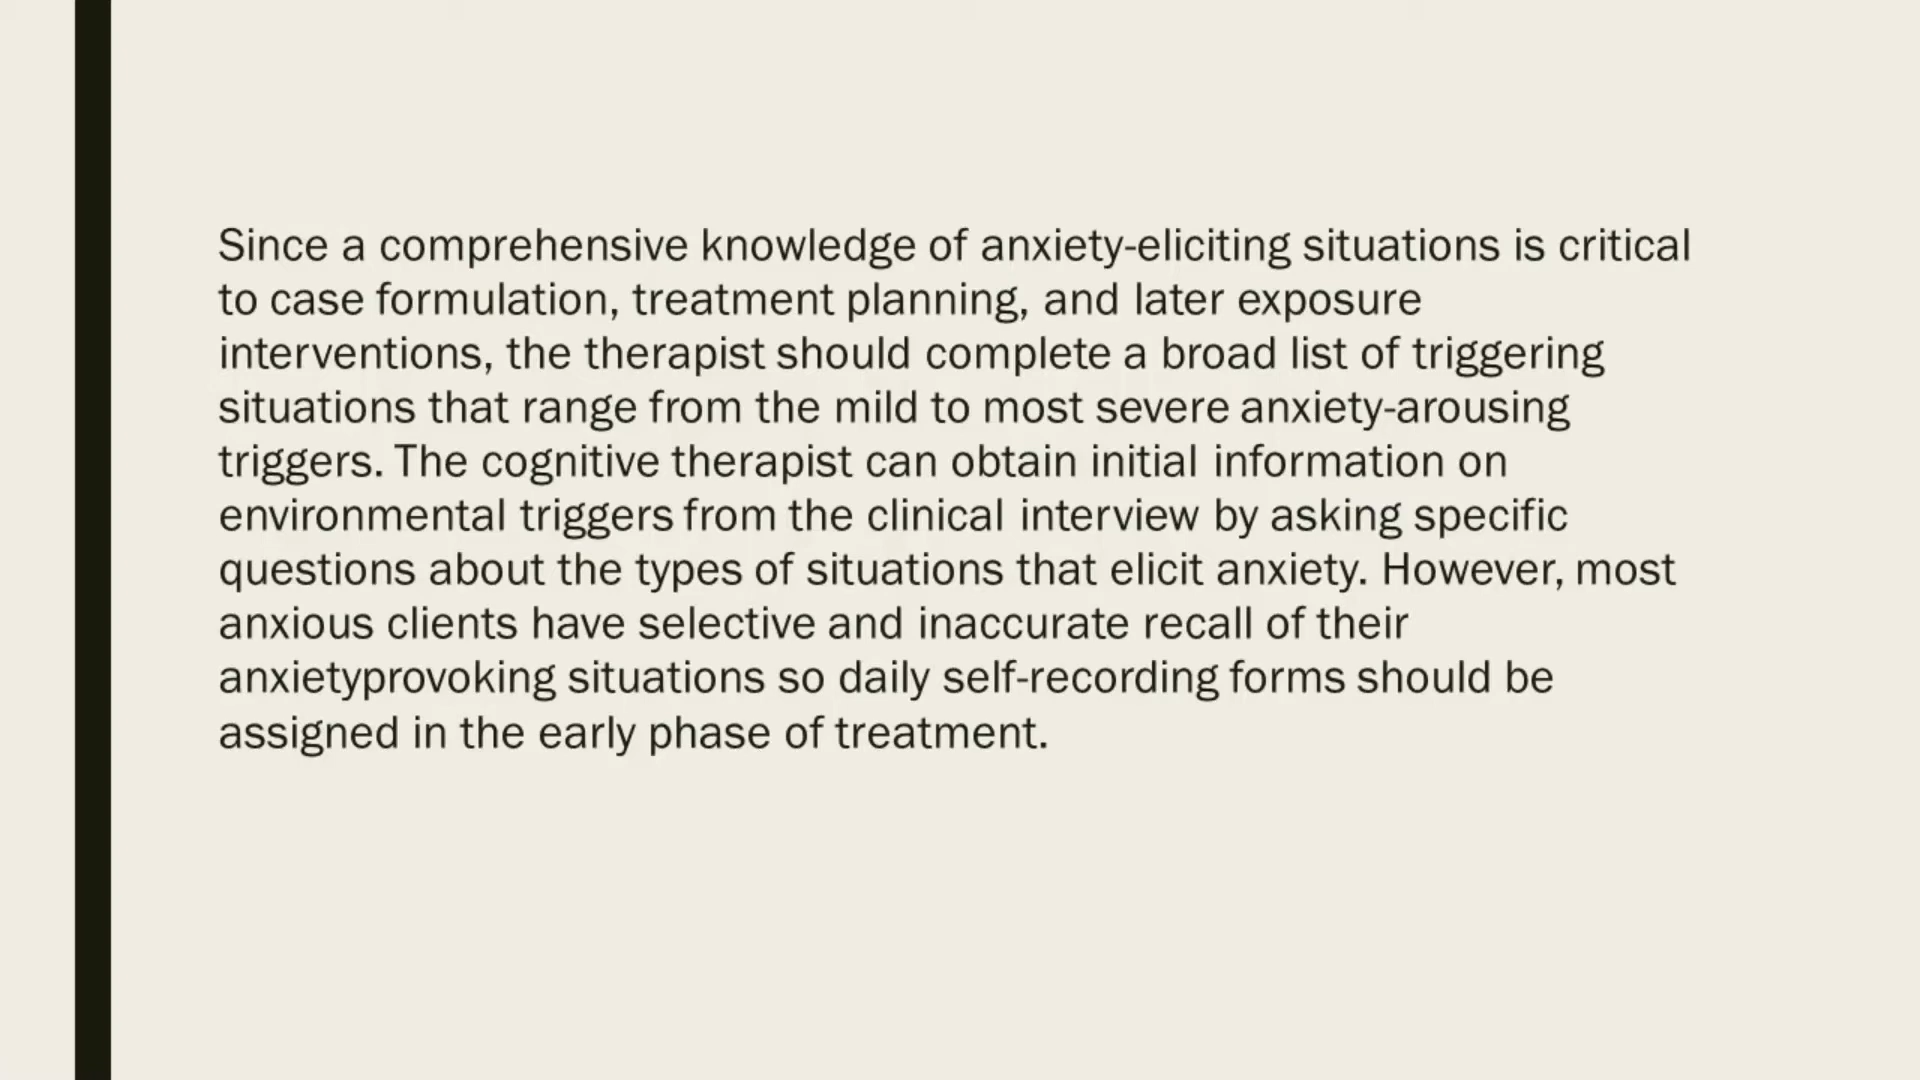 Since a comprehensive knowledge of anxiety-eliciting situations is critical
to case formulation, treatment planning, and later exposure
interventions, the therapist should complete a broad list of triggering
situations that range from the mild to most severe anxiety-arousing
triggers. The cognitive therapist can obtain initial information on
environmental triggers from the clinical interview by asking specific
questions about the types of situations that elicit anxiety. However, most
anxious clients have selective and inaccurate recall of their
anxietyprovoking situations so daily self-recording forms should be
assigned in the early phase of treatment.